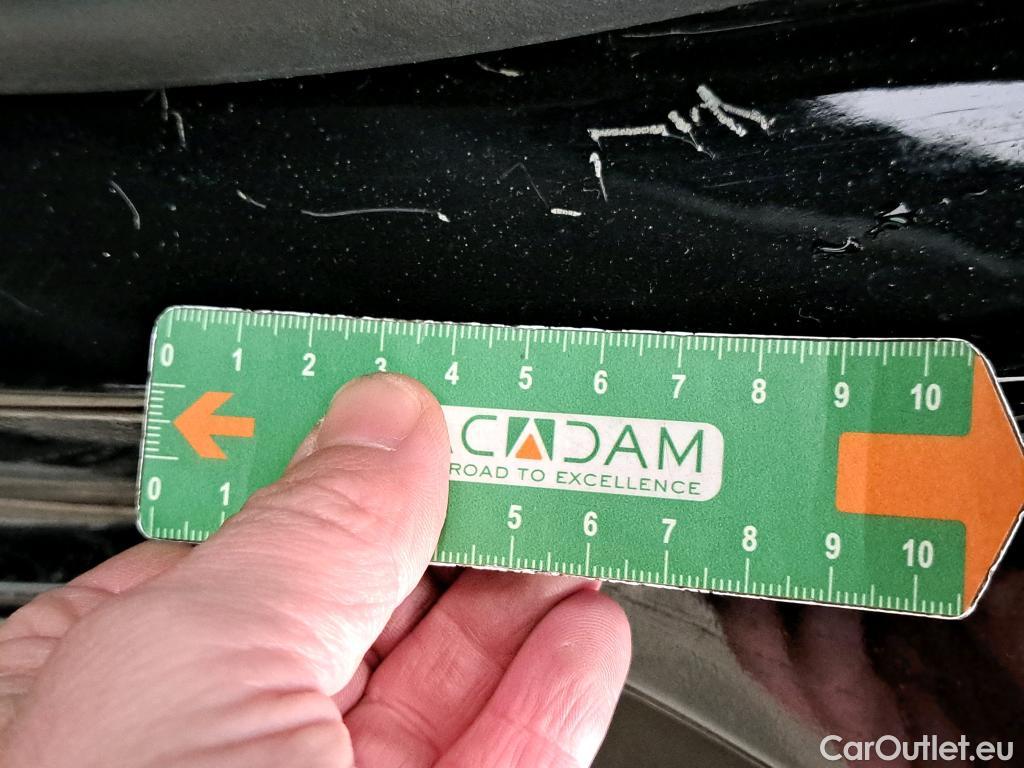 0 1 2 3 4 5 6 7 8 9 10
ACADAM
ROAD TO EXCELLENCE
0 1 5 6 7 8 9 10
CarOutlet.eu